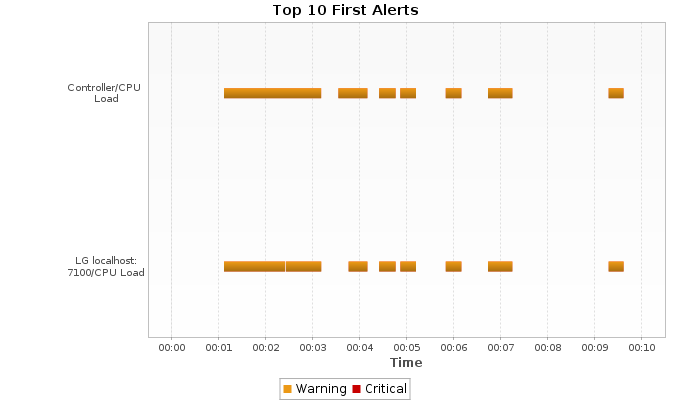 Top 10 First Alerts
Controller/CPU
Load
LG localhost:
7100/CPU Load
00:00 00:01 00:02 00:03 00:04 00:05 00:06 00:07 00:08 00:09 00:10
Time
Warning Critical